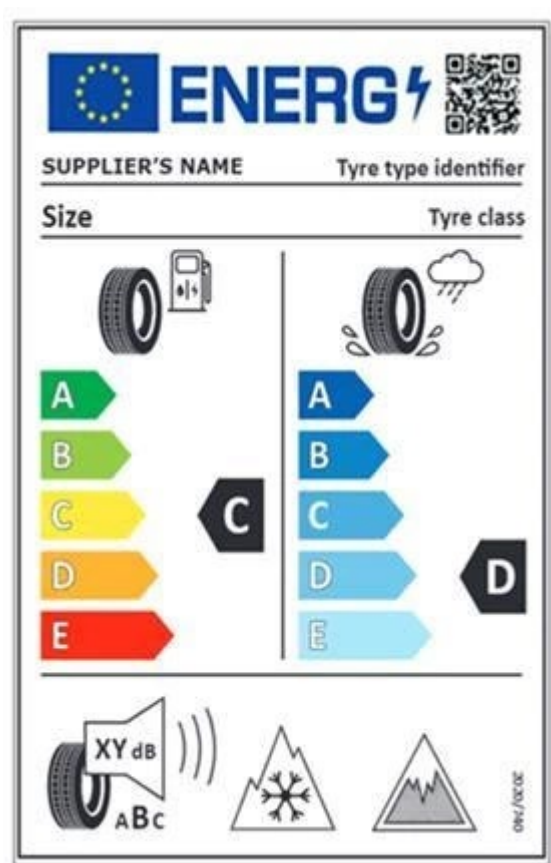 ENERG
SUPPLIER'S NAME Tyre type identifier
Size Tyre class
A A
B B
C C C
D D D
E E
XY dB
ABC
2020/740